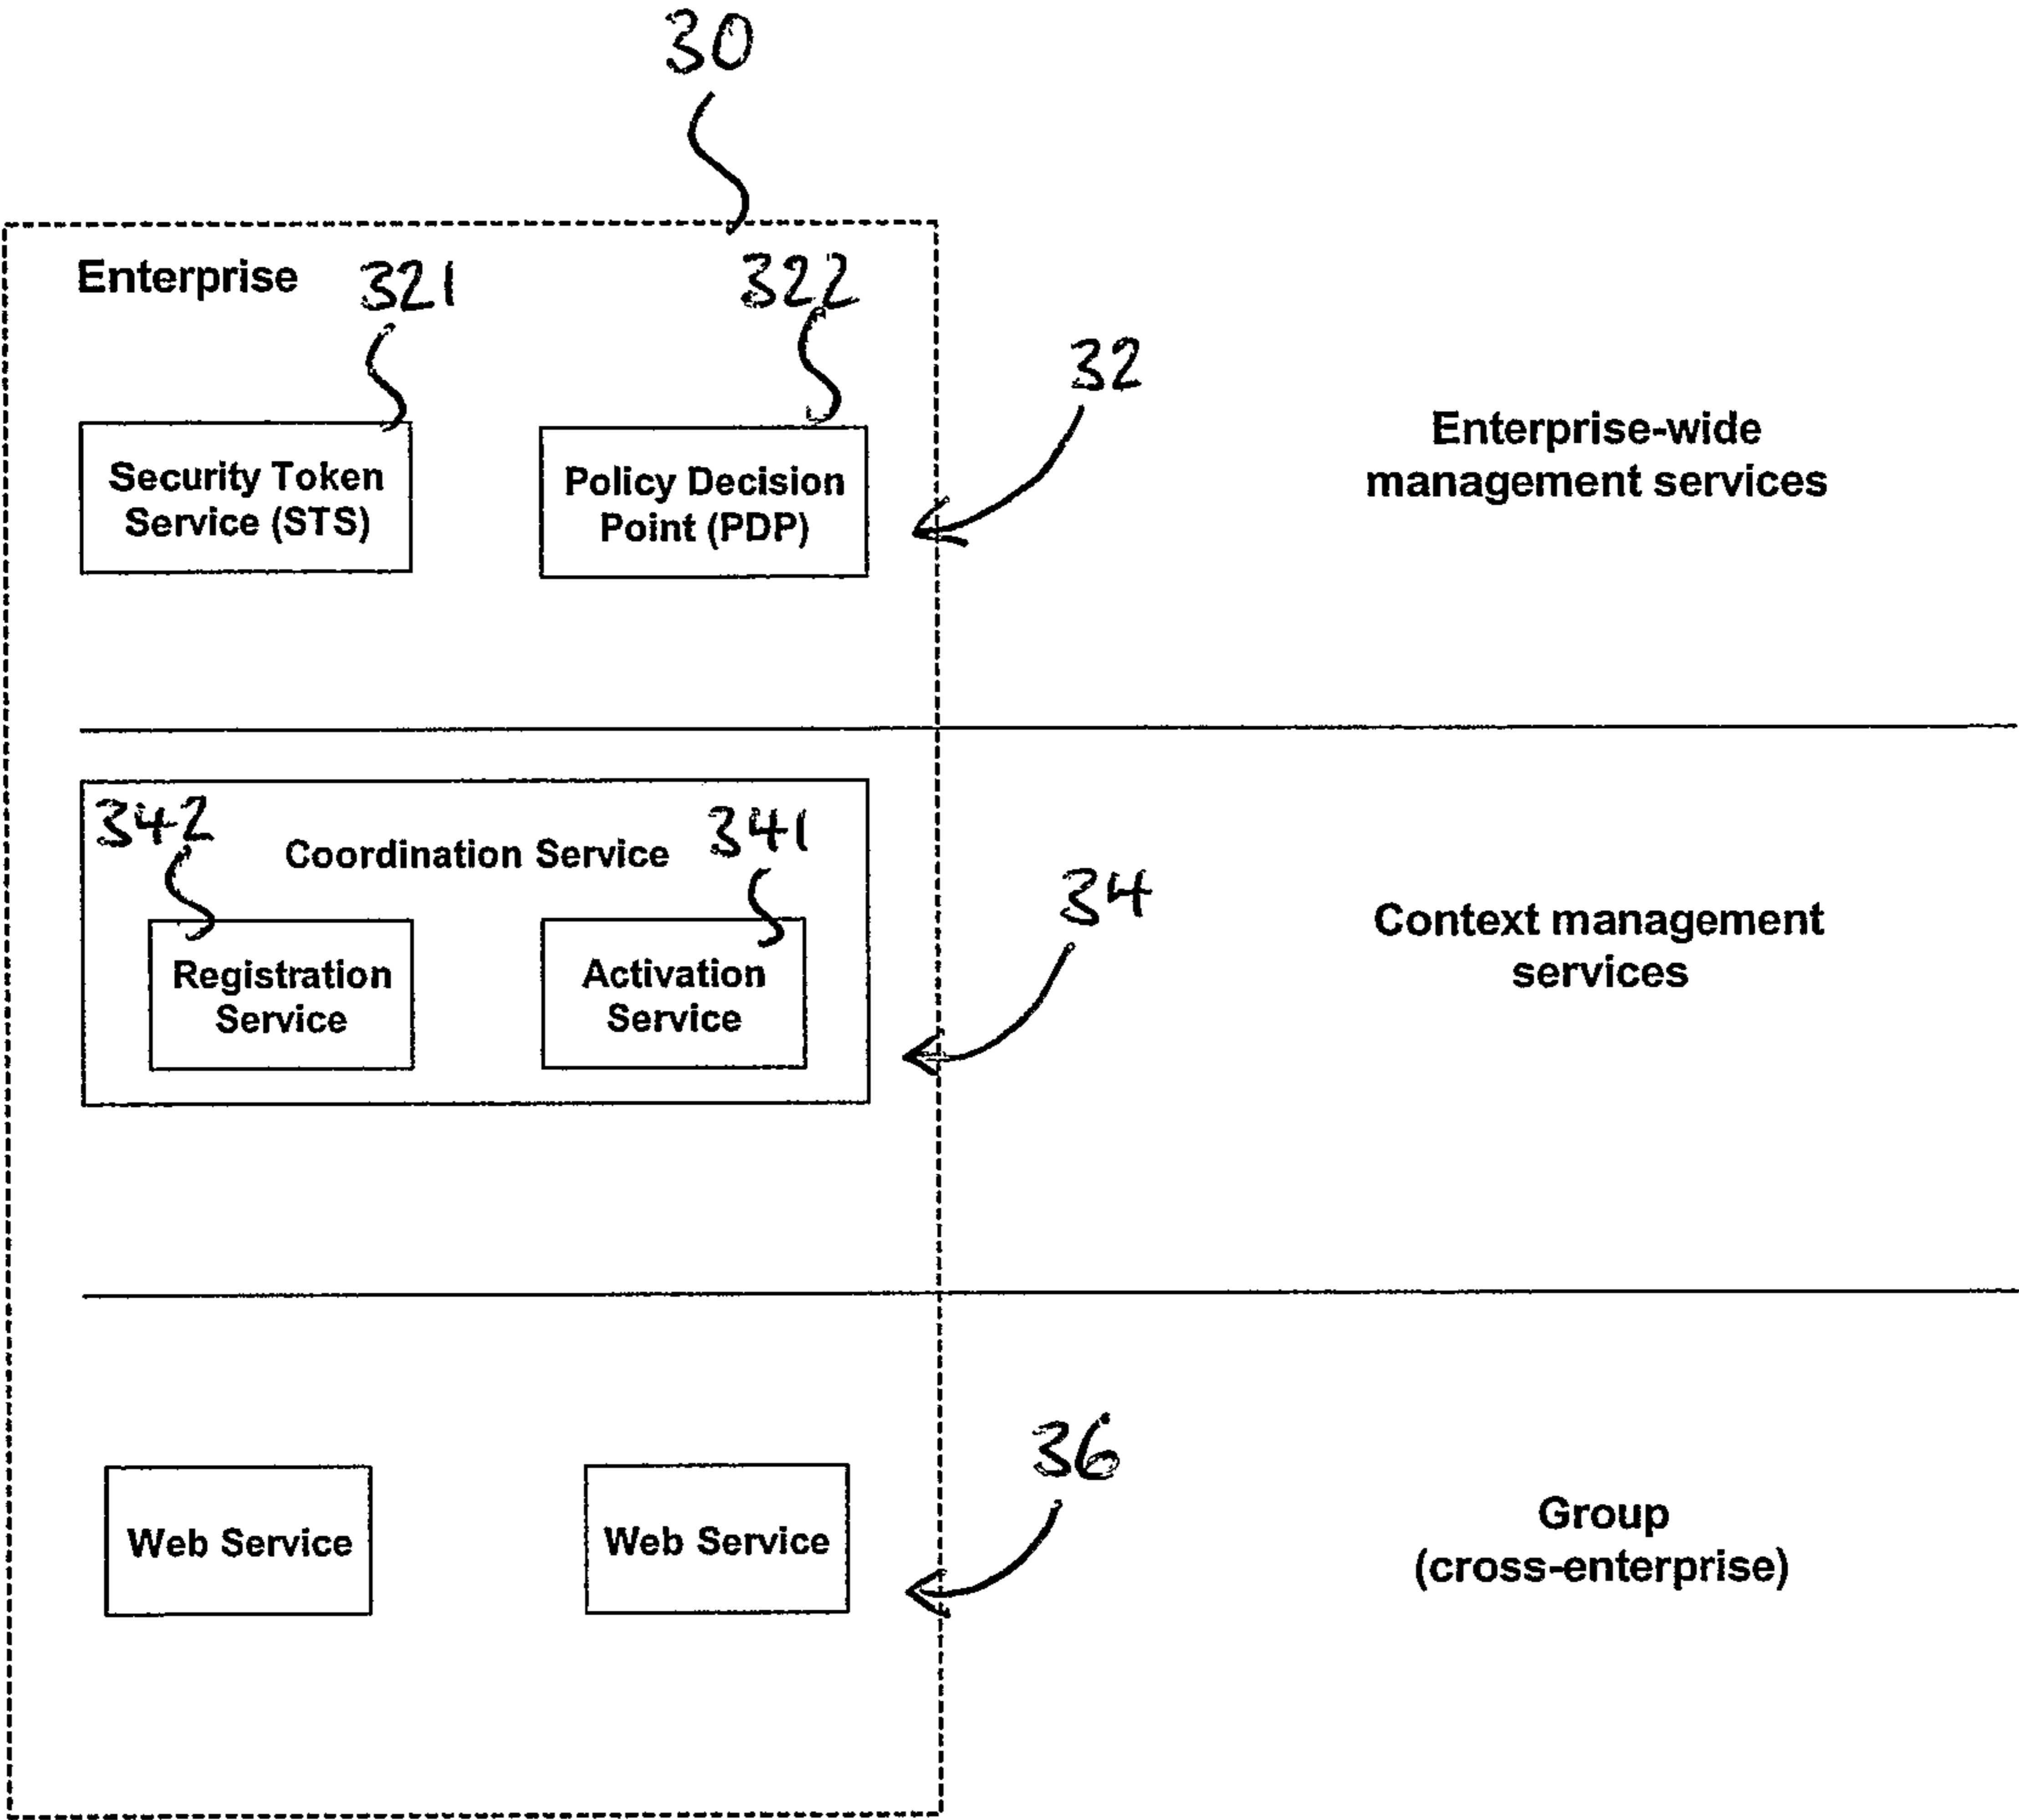 30
Enterprise
321
322
32
Security Token
Service (STS)
Policy Decision
Point (PDP)
Enterprise-wide
management services
342
Coordination Service
341
34
Registration
Service
Activation
Service
Context management
services
36
Web Service
Web Service
Group
(cross-enterprise)